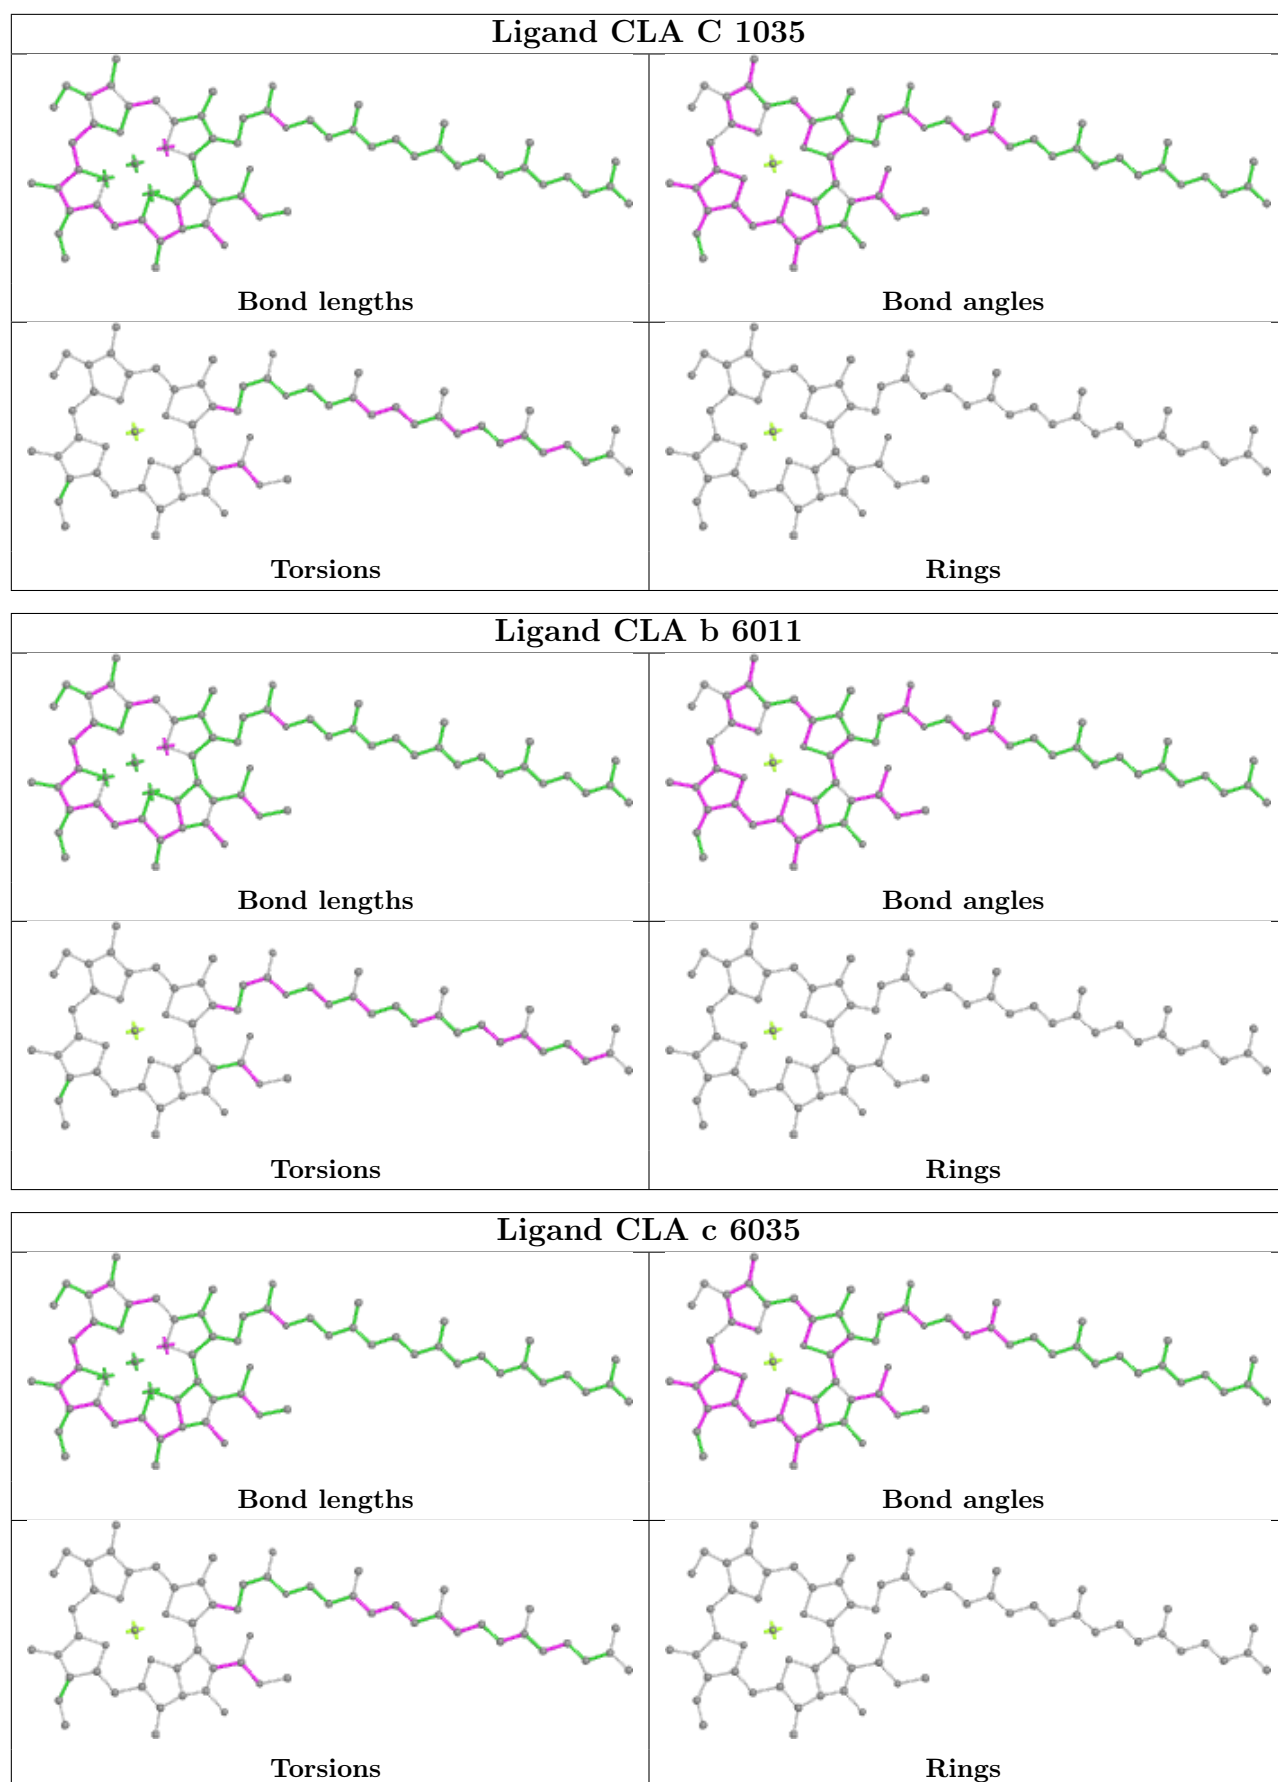 Ligand CLA C 1035
Bond lengths
Bond angles
Torsions
Rings
Ligand CLA b 6011
Bond lengths
Bond angles
Torsions
Rings
Ligand CLA c 6035
Bond lengths
Bond angles
Torsions
Rings